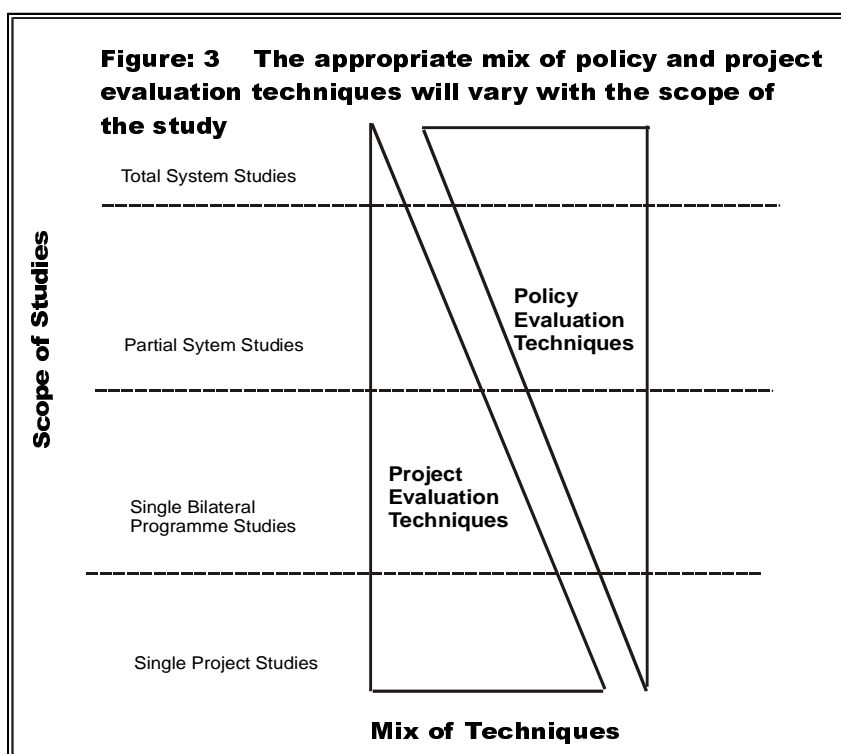 Figure: 3 The appropriate mix of policy and project
evaluation techniques will vary with the scope of
the study
Total System Studies
Scope of Studies
Policy
Evaluation
Techniques
Partial Sytem Studies
Project
Evaluation
Techniques
Single Bilateral
Programme Studies
Single Project Studies
Mix of Techniques